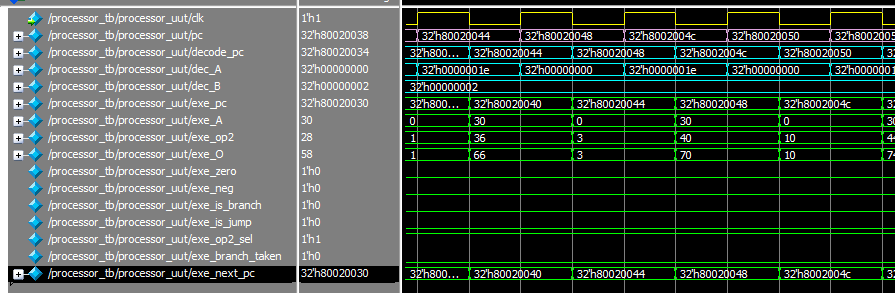 /processor_tb/processor_uut/clk 1'h1
/processor_tb/processor_uut/pc 32'h80020038 32'h80020044 32'h80020048 32'h8002004c 32'h80020050 32'h8
/processor_tb/processor_uut/decode_pc 32'h80020034 32'h800... 32'h80020044 32'h80020048 32'h8002004c 32'h80020050 32'h8
/processor_tb/processor_uut/dec_A 32'h00000000 32'h0000001e 32'h00000000 32'h0000001e 32'h00000000 32'h0000001
/processor_tb/processor_uut/dec_B 32'h00000002 32'h00000002
/processor_tb/processor_uut/exe_pc 32'h80020030 32'h800... 32'h80020040 32'h80020044 32'h80020048 32'h8002004c 32'h8
/processor_tb/processor_uut/exe_A 30 0 30 0 30 0 30
/processor_tb/processor_uut/exe_op2 28 1 36 3 40 10 44
/processor_tb/processor_uut/exe_O 58 1 66 3 70 10 74
/processor_tb/processor_uut/exe_zero 1'h0
/processor_tb/processor_uut/exe_neg 1'h0
/processor_tb/processor_uut/exe_is_branch 1'h0
/processor_tb/processor_uut/exe_is_jump 1'h0
/processor_tb/processor_uut/exe_op2_sel 1'h1
/processor_tb/processor_uut/exe_branch_taken 1'h0
/processor_tb/processor_uut/exe_next_pc 32'h80020030 32'h800... 32'h80020040 32'h80020044 32'h80020048 32'h8002004c 32'h8